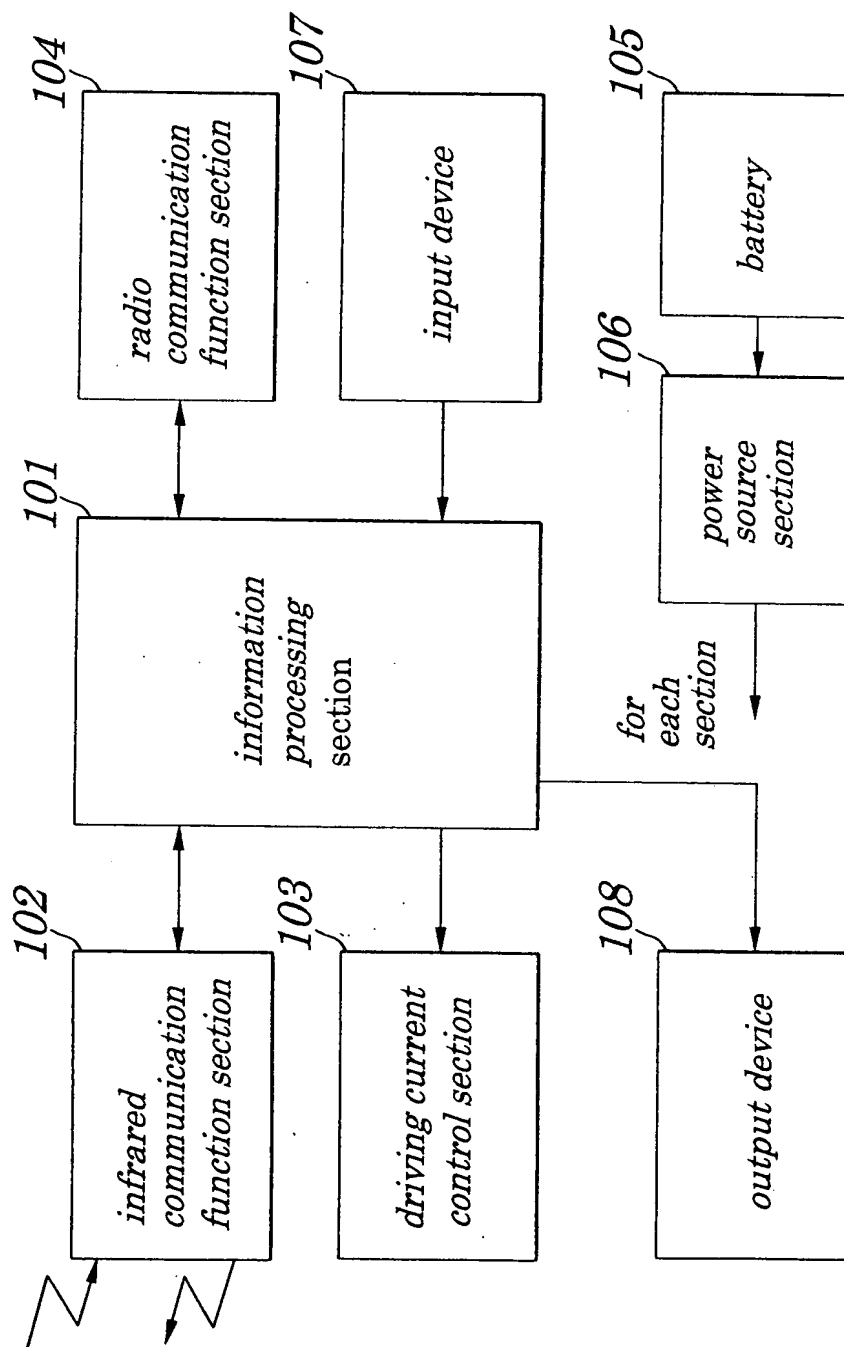 102
infrared
communication
function section
101
information
processing
section
104
radio
communication
function section
103
driving current
control section
107
input device
108
output device
for
each
section
106
power
source
section
105
battery